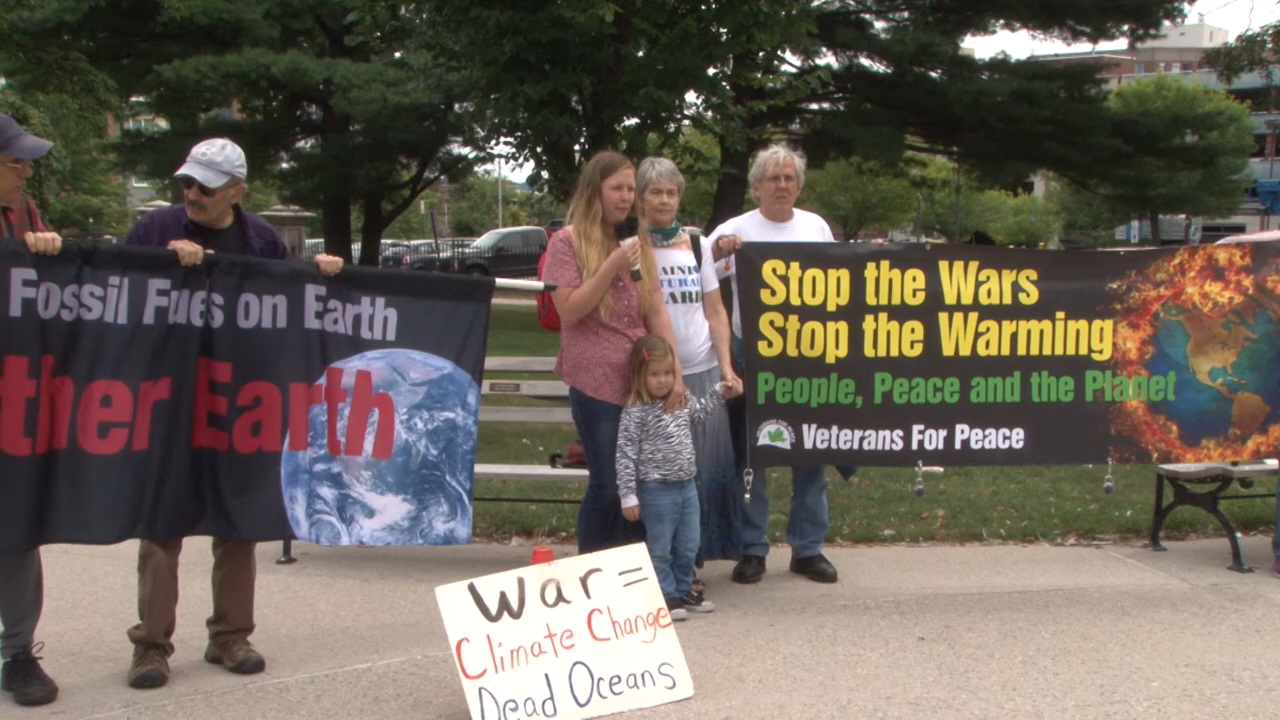 Fossil Fues on Earth
ther Earth
Stop the Wars
Stop the Warming
People, Peace and the Planet
Veterans For Peace
War =
Climate Change
Dead Oceans